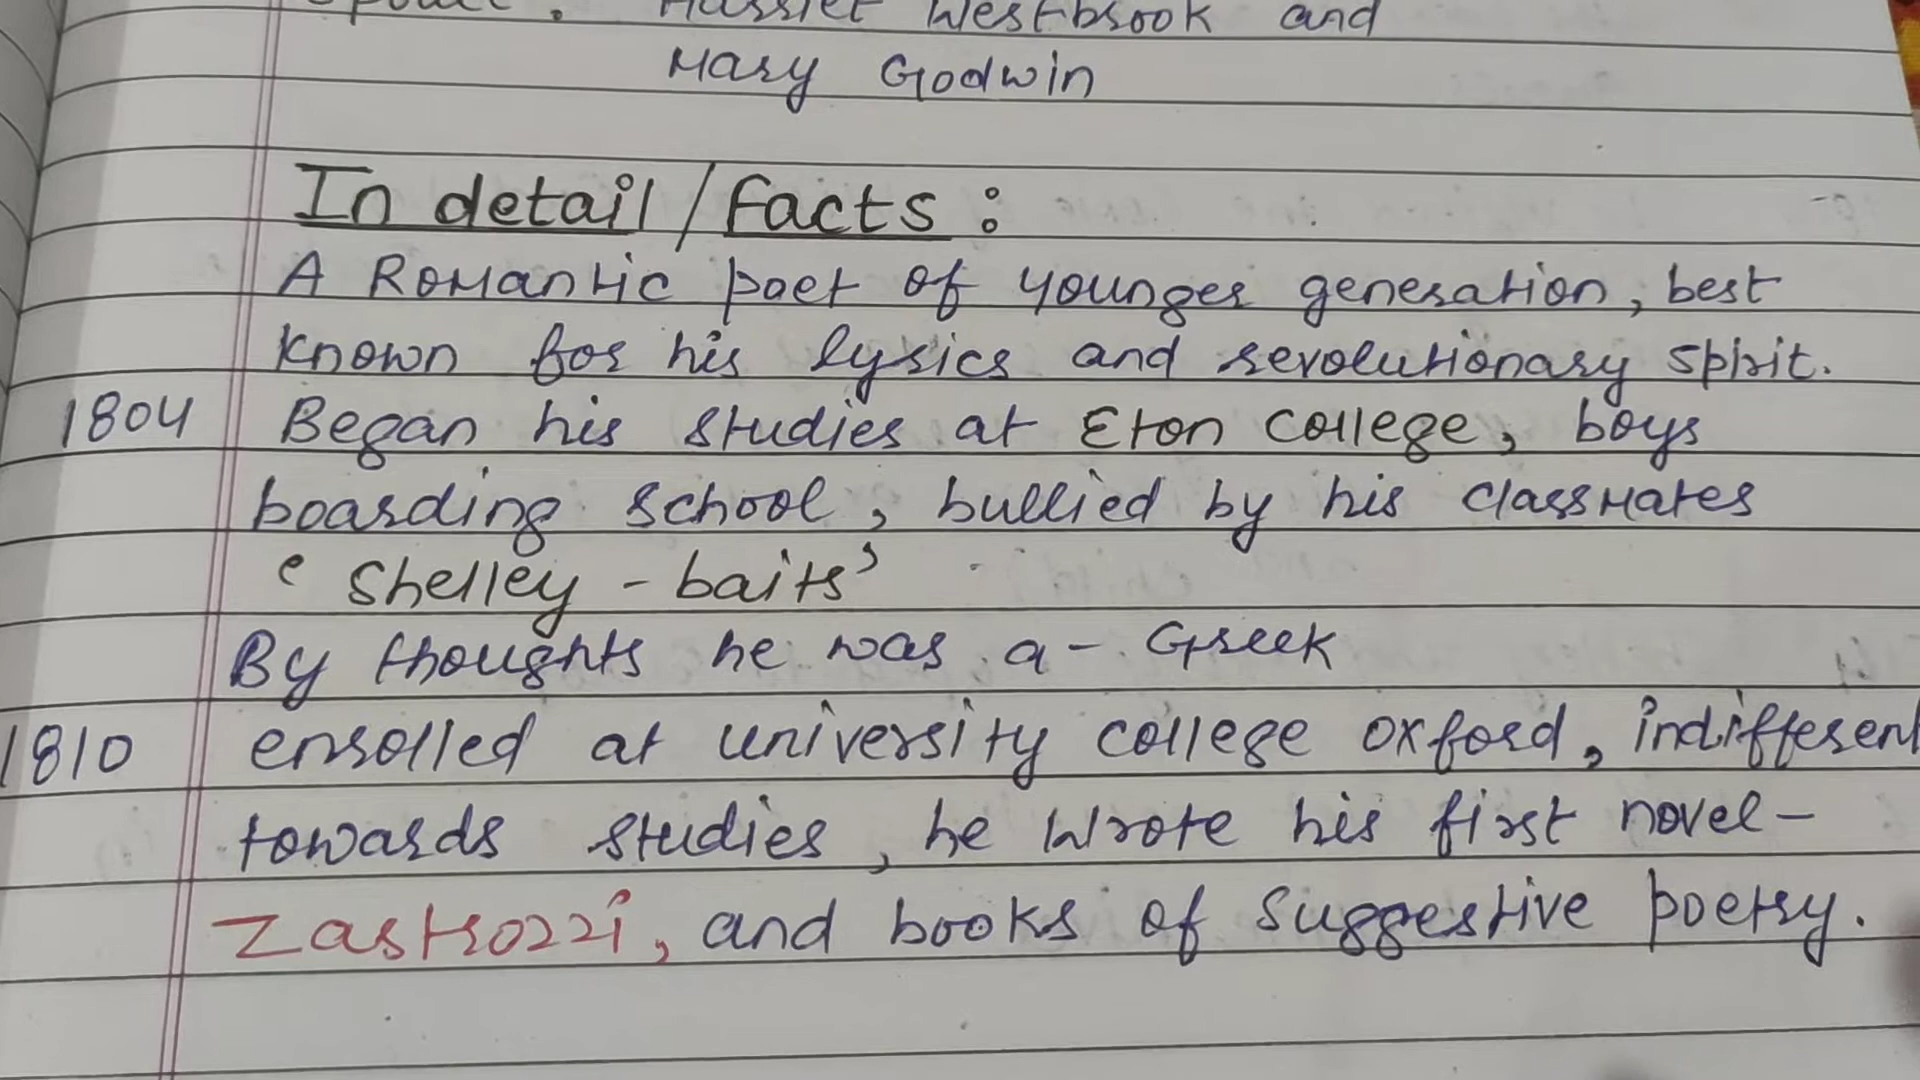 Spouse : Harriet Westbrook and
Mary Godwin
In detail / facts :
A Romantic poet of younger generation, best
known for his lyrics and revolutionary spirit.
1804 Began his studies at Eton College, boys
boarding school, bullied by his classmates
‘ Shelley - baits’
By thoughts he was a - Greek
1810 enrolled at university college oxford, indifferent
towards studies, he wrote his first novel -
Zastrozzi, and books of suggestive poetry.